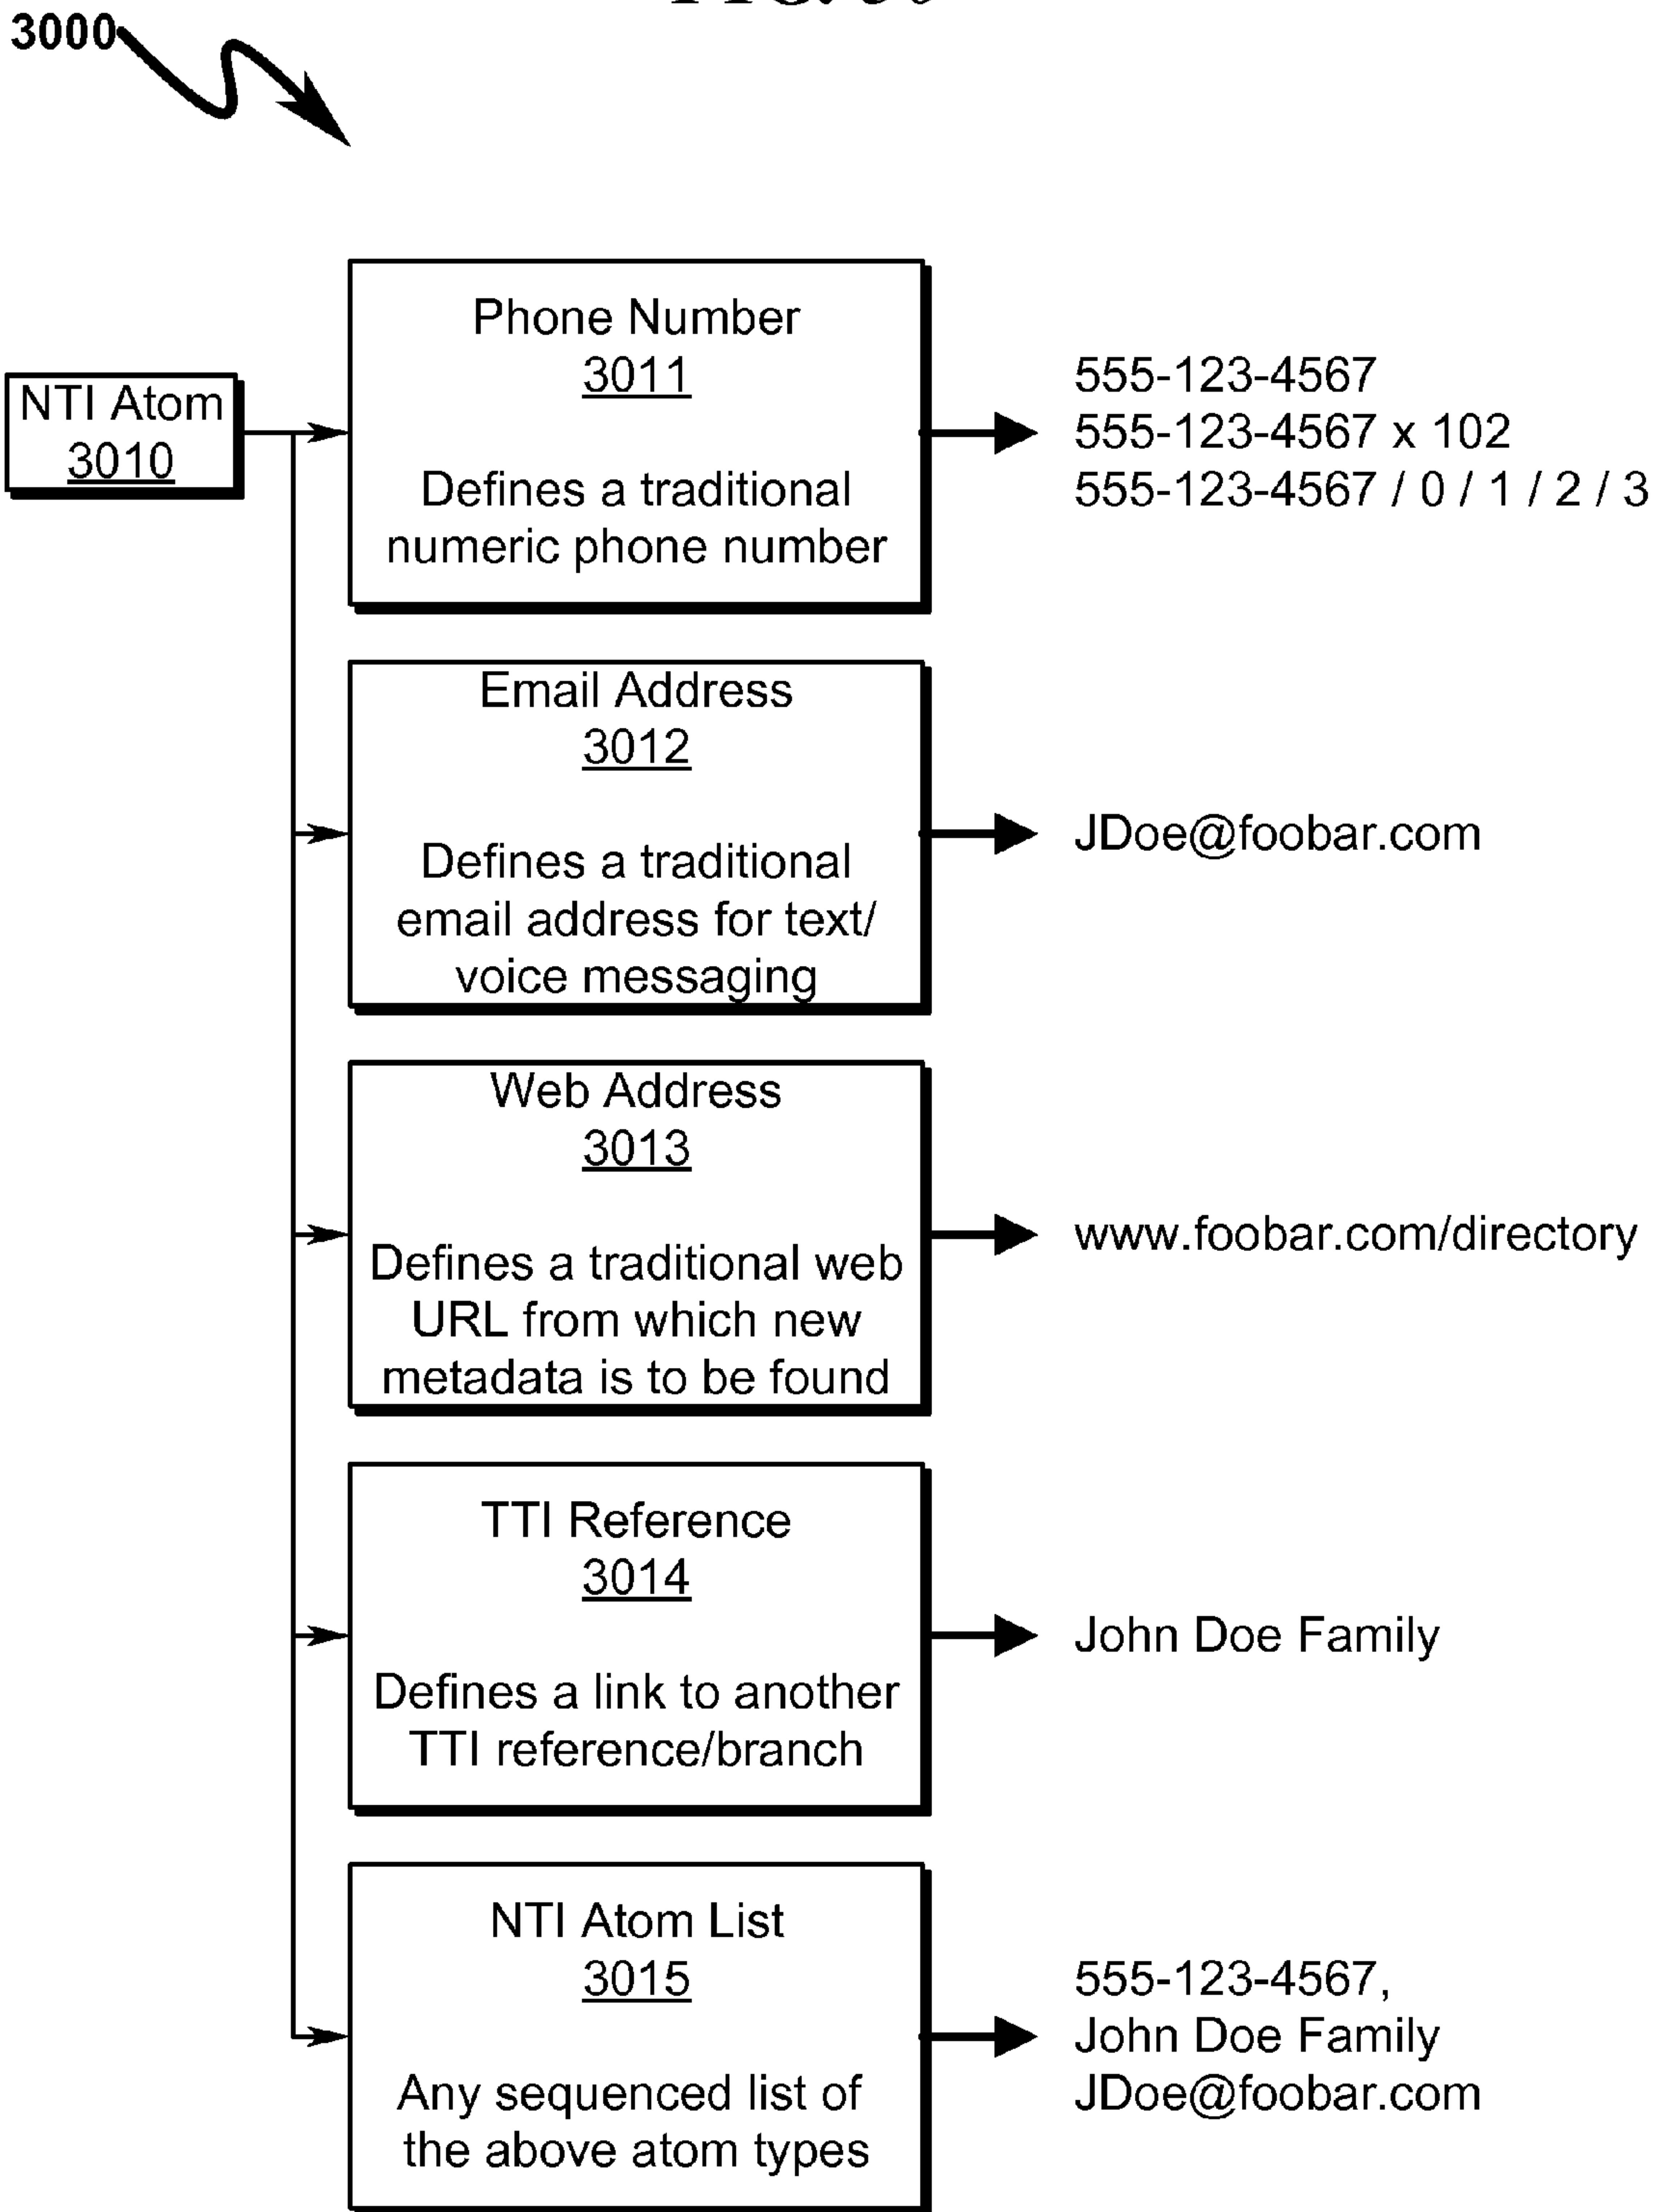 3000
NTI Atom
3010
Phone Number
3011
Defines a traditional
numeric phone number
555-123-4567
555-123-4567 x 102
555-123-4567 / 0 / 1 / 2 / 3
Email Address
3012
Defines a traditional
email address for text/
voice messaging
JDoe@foobar.com
Web Address
3013
Defines a traditional web
URL from which new
metadata is to be found
www.foobar.com/directory
TTI Reference
3014
Defines a link to another
TTI reference/branch
John Doe Family
NTI Atom List
3015
Any sequenced list of
the above atom types
555-123-4567,
John Doe Family
JDoe@foobar.com